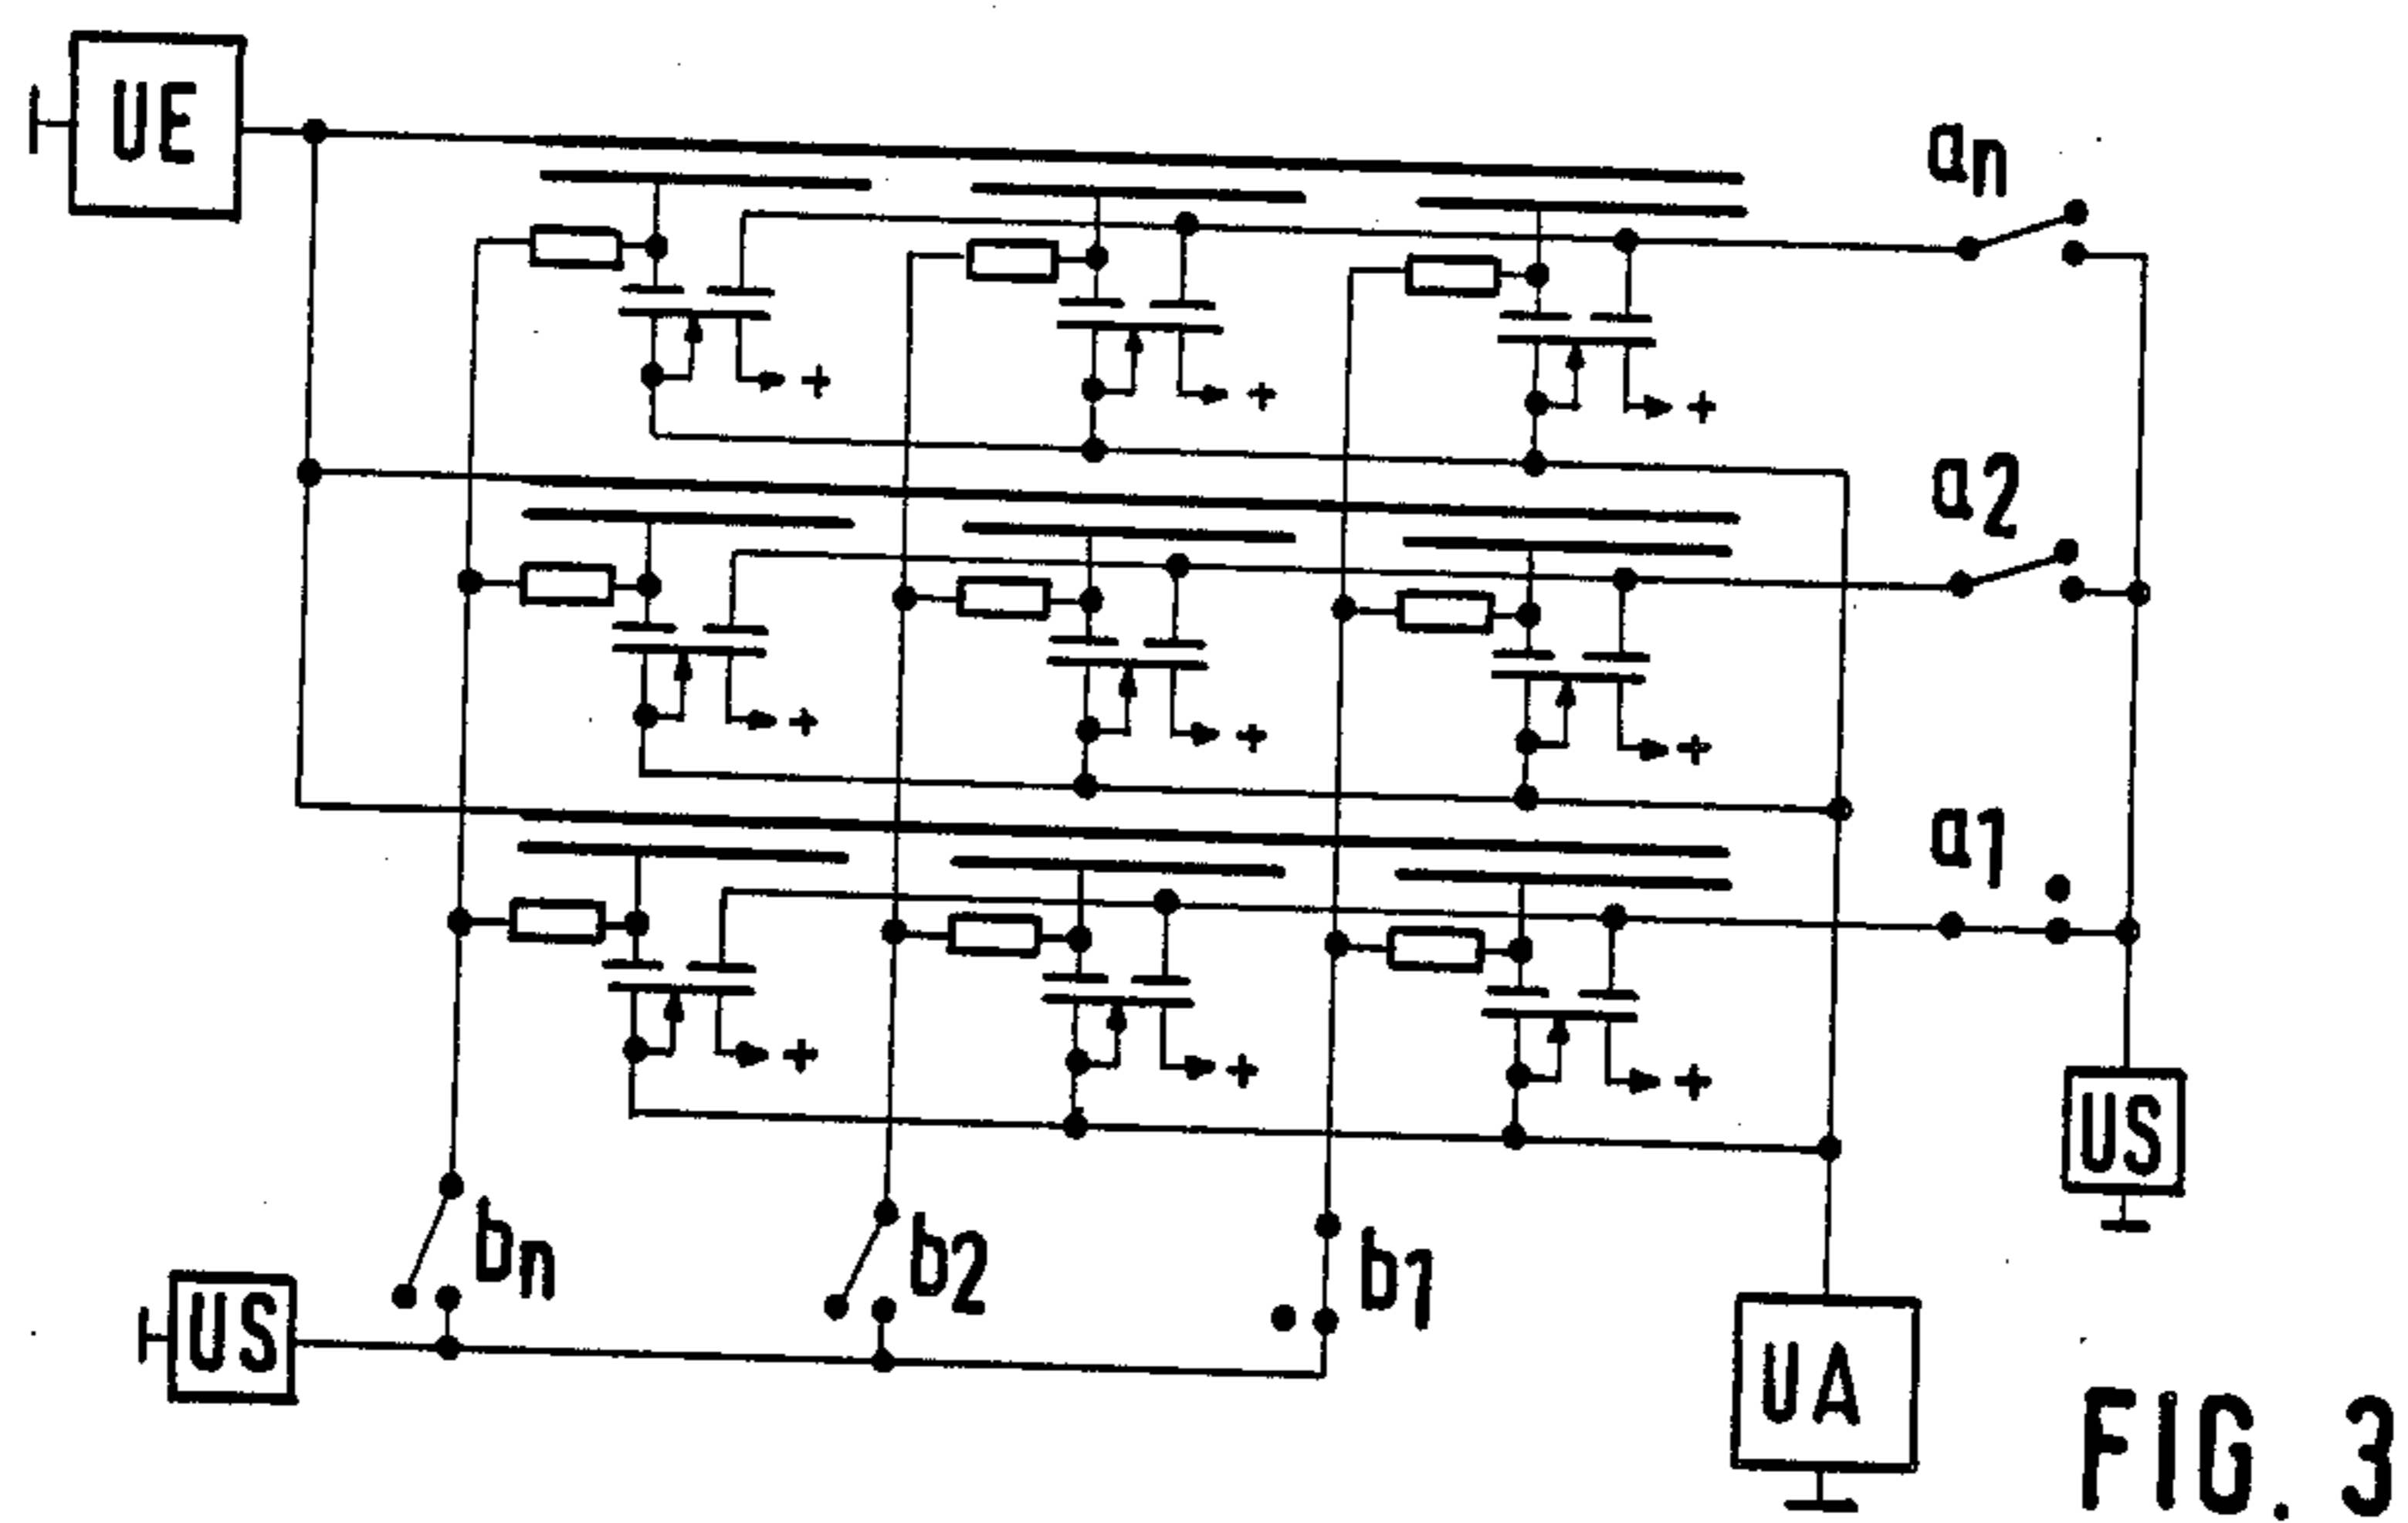 UE
an
+ + +
a2
+ + +
a1
+ + +
US
bn
b2
b1
US
UA
FIG. 3